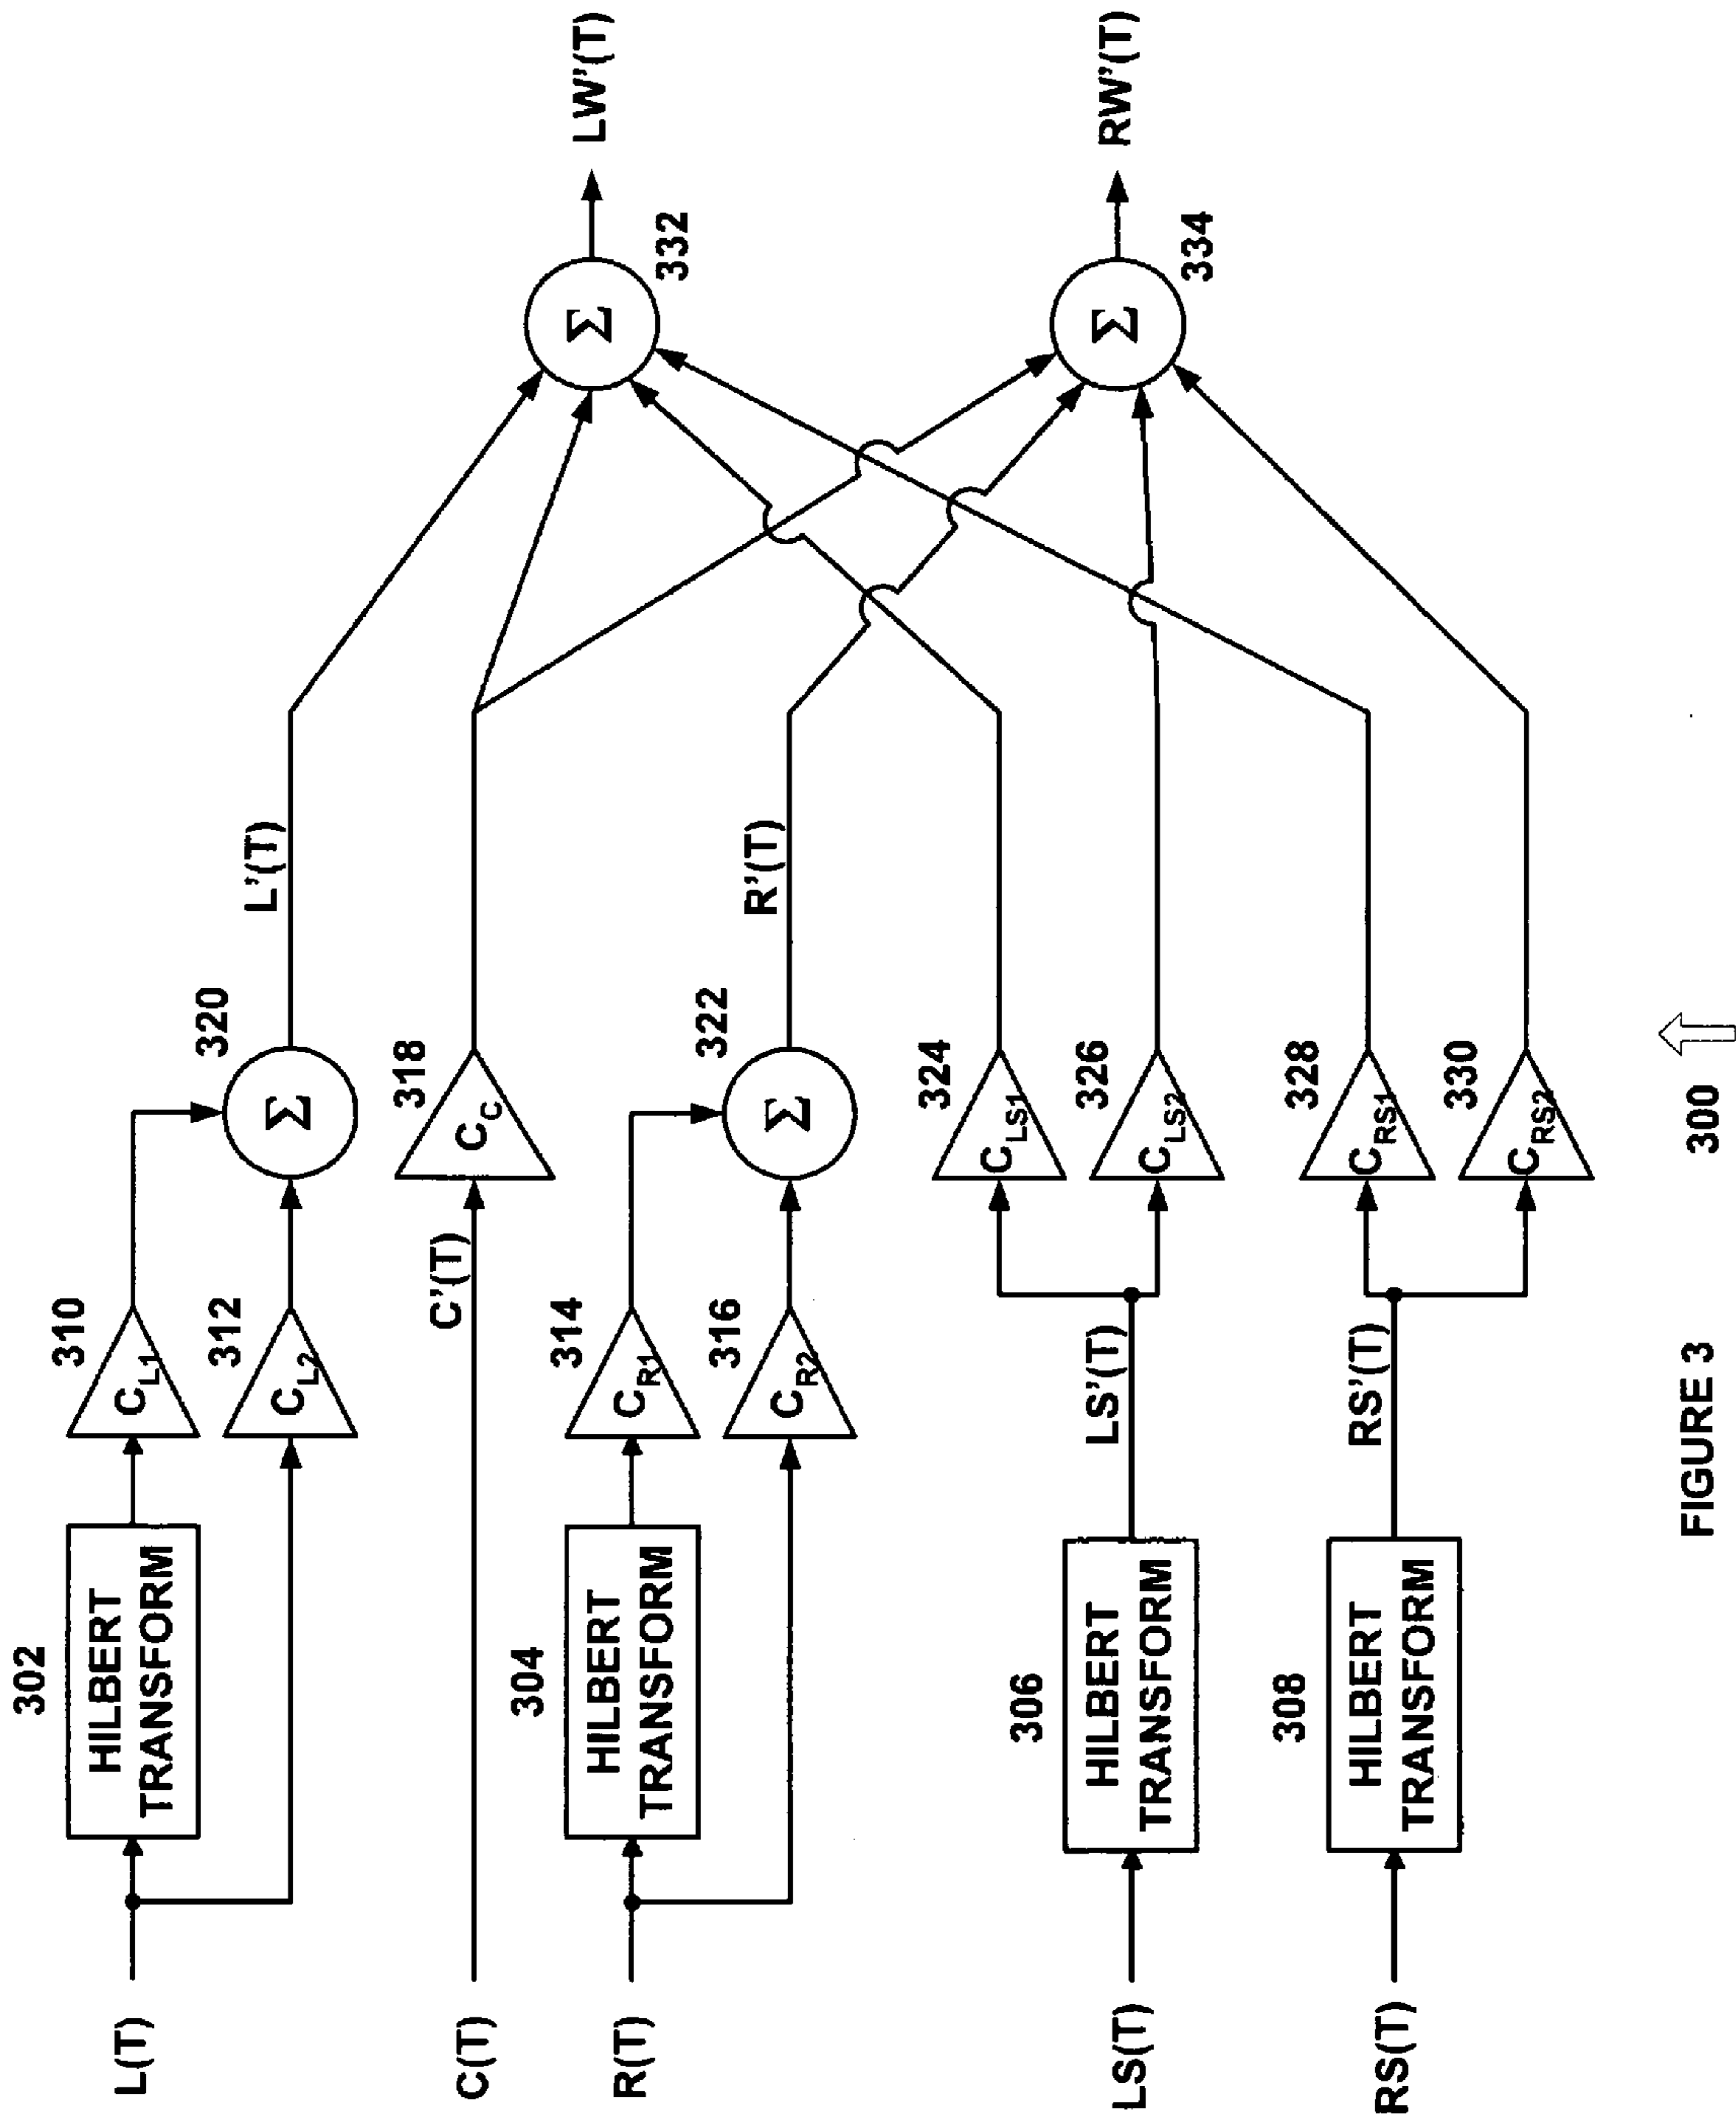 302
HILBERT
TRANSFORM
310
C_L1
320
L'(T)
L(T)
312
C_L2
Σ
LW'(T)
Σ
332
C(T)
C'(T)
318
C_C
304
HILBERT
TRANSFORM
314
C_R1
322
R'(T)
R(T)
316
C_R2
Σ
324
C_LS1
306
HILBERT
TRANSFORM
LS'(T)
LS(T)
326
C_LS2
Σ
RW'(T)
334
328
C_RS1
308
HILBERT
TRANSFORM
RS'(T)
RS(T)
330
C_RS2
FIGURE 3
300